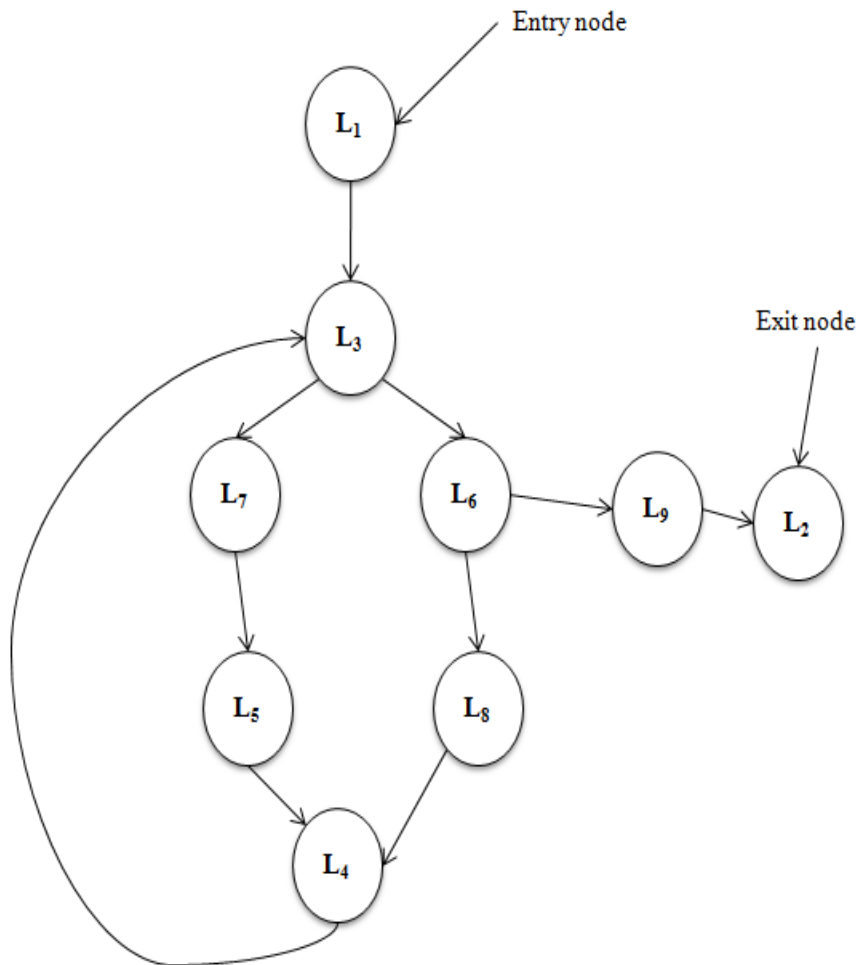 Entry node
L₁
L₃
Exit node
L₇
L₆
L₉
L₂
L₅
L₈
L₄